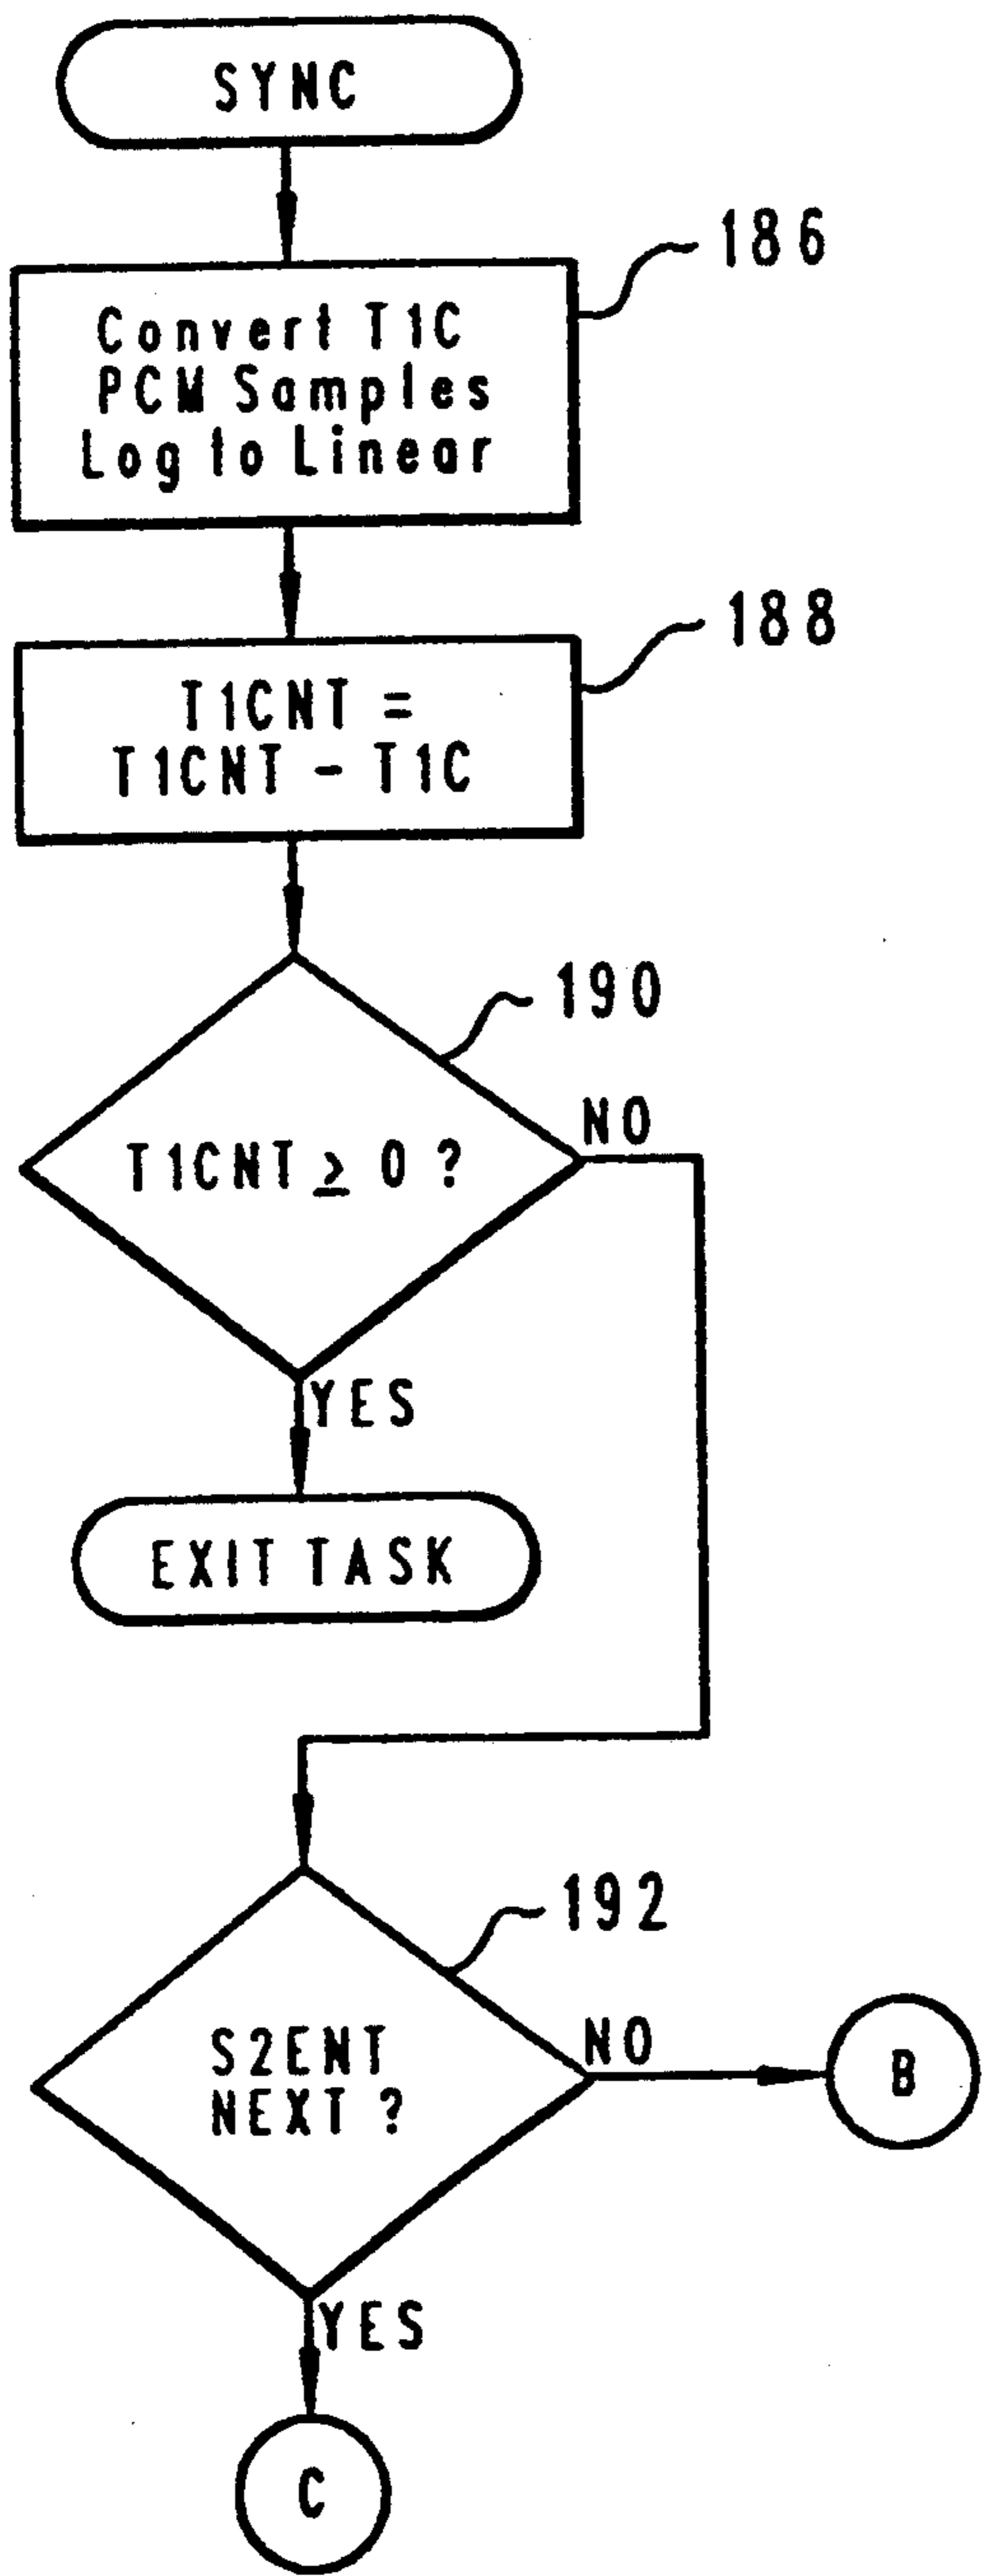 SYNC
186
Convert T1C
PCM Samples
Log to Linear
188
T1CNT =
T1CNT - T1C
190
NO
T1CNT ≥ 0 ?
YES
EXIT TASK
192
S2ENT
NEXT ?
NO
B
YES
C